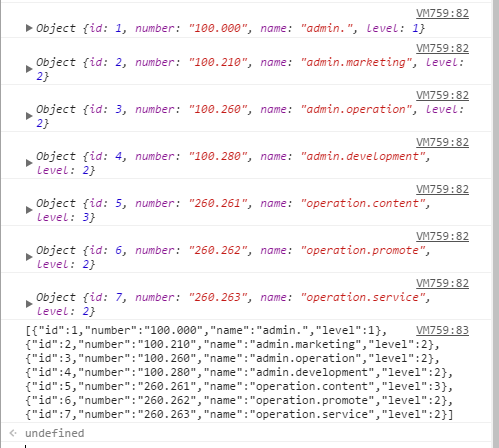 VM759:82
Object {id: 1, number: "100.000", name: "admin.", level: 1}
VM759:82
Object {id: 2, number: "100.210", name: "admin.marketing", level:
2}
VM759:82
Object {id: 3, number: "100.260", name: "admin.operation", level:
2}
VM759:82
Object {id: 4, number: "100.280", name: "admin.development",
level: 2}
VM759:82
Object {id: 5, number: "260.261", name: "operation.content",
level: 3}
VM759:82
Object {id: 6, number: "260.262", name: "operation.promote",
level: 2}
VM759:82
Object {id: 7, number: "260.263", name: "operation.service",
level: 2}
[{"id":1,"number":"100.000","name":"admin.","level":1}, VM759:83
{"id":2,"number":"100.210","name":"admin.marketing","level":2},
{"id":3,"number":"100.260","name":"admin.operation","level":2},
{"id":4,"number":"100.280","name":"admin.development","level":2},
{"id":5,"number":"260.261","name":"operation.content","level":3},
{"id":6,"number":"260.262","name":"operation.promote","level":2},
{"id":7,"number":"260.263","name":"operation.service","level":2}]
undefined